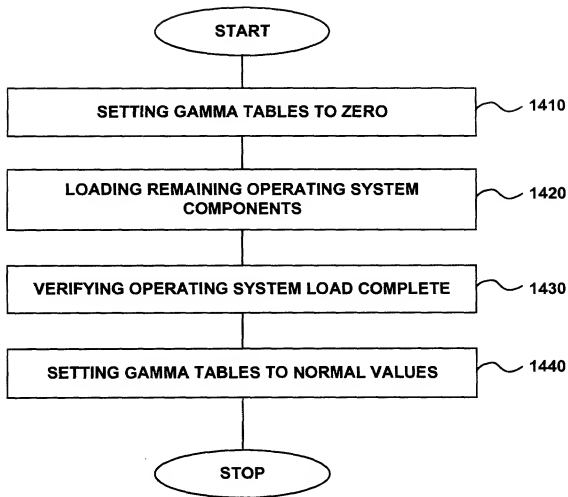 START
SETTING GAMMA TABLES TO ZERO
1410
LOADING REMAINING OPERATING SYSTEM
COMPONENTS
1420
VERIFYING OPERATING SYSTEM LOAD COMPLETE
1430
SETTING GAMMA TABLES TO NORMAL VALUES
1440
STOP